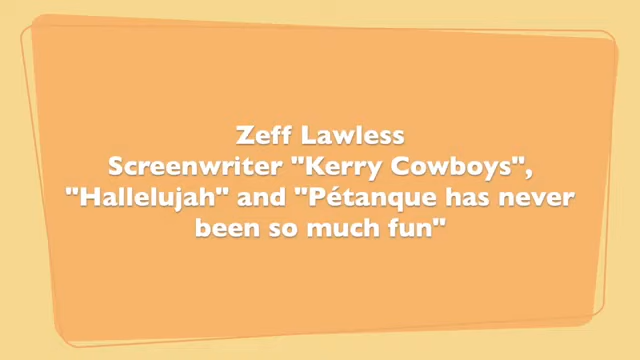 Zeff Lawless
Screenwriter "Kerry Cowboys",
"Hallelujah" and "Pétanque has never
been so much fun"